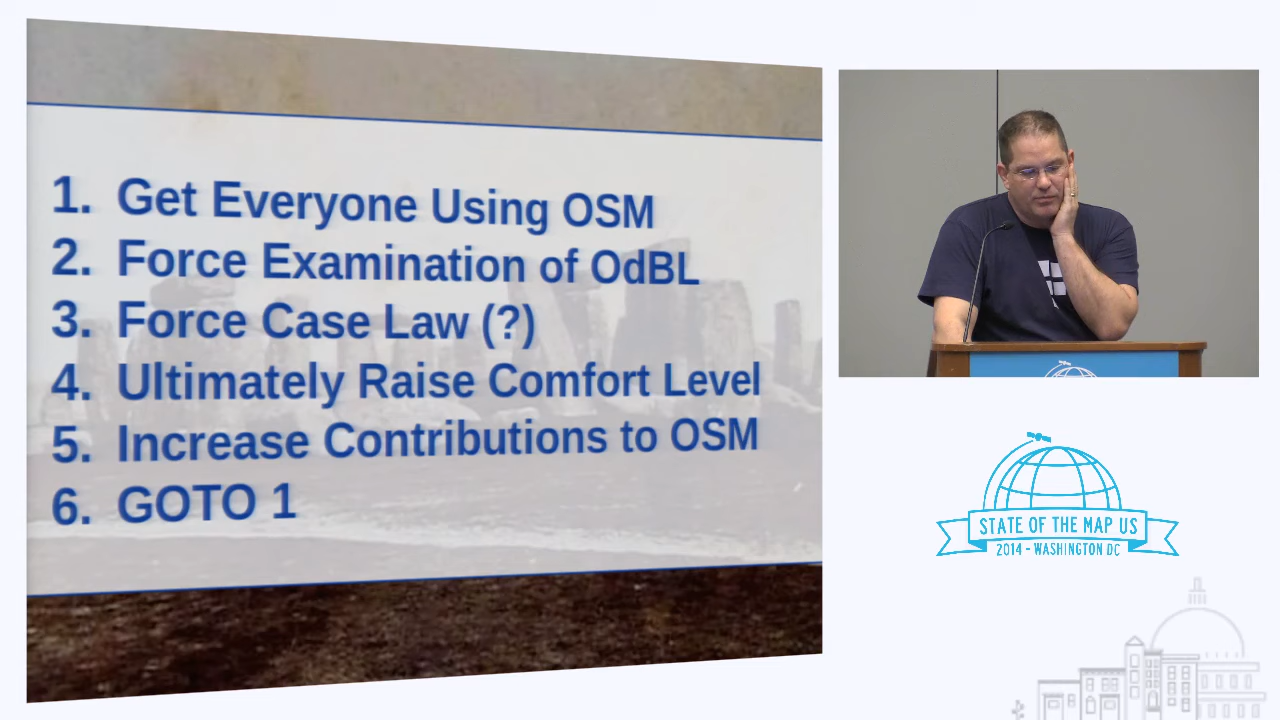 1. Get Everyone Using OSM
2. Force Examination of OdBL
3. Force Case Law (?)
4. Ultimately Raise Comfort Level
5. Increase Contributions to OSM
6. GOTO 1
STATE OF THE MAP US
2014 - WASHINGTON DC